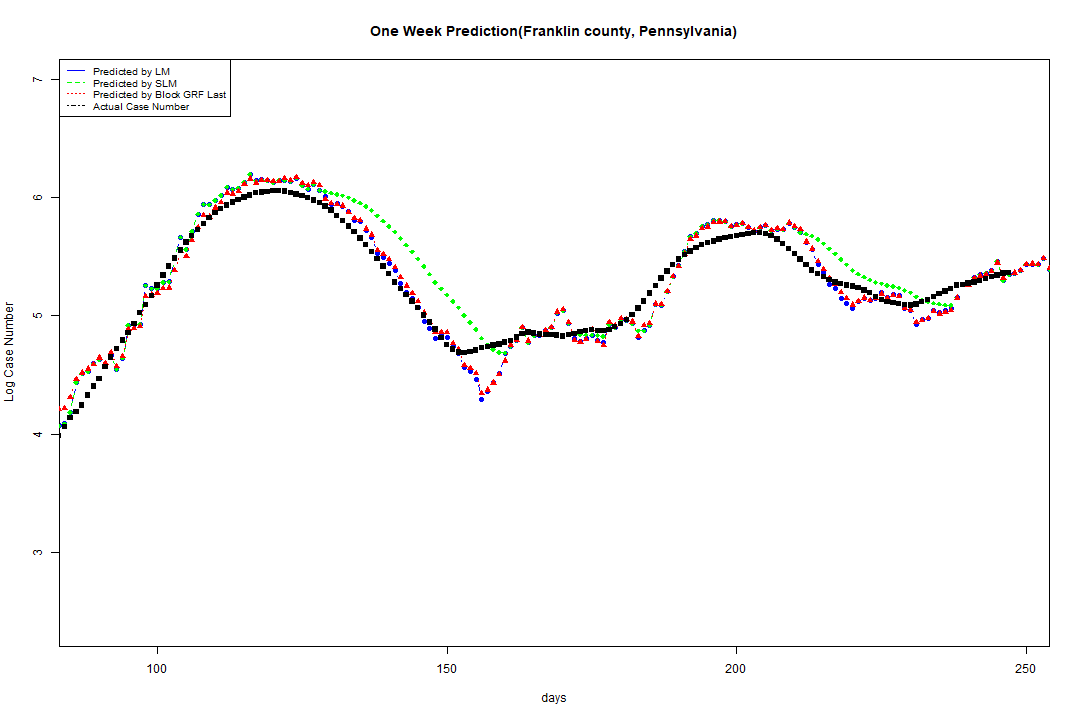 One Week Prediction(Franklin county, Pennsylvania)
Predicted by LM
Predicted by SLM
Predicted by Block GRF Last
Actual Case Number
7
6
5
4
3
Log Case Number
100 150 200 250
days